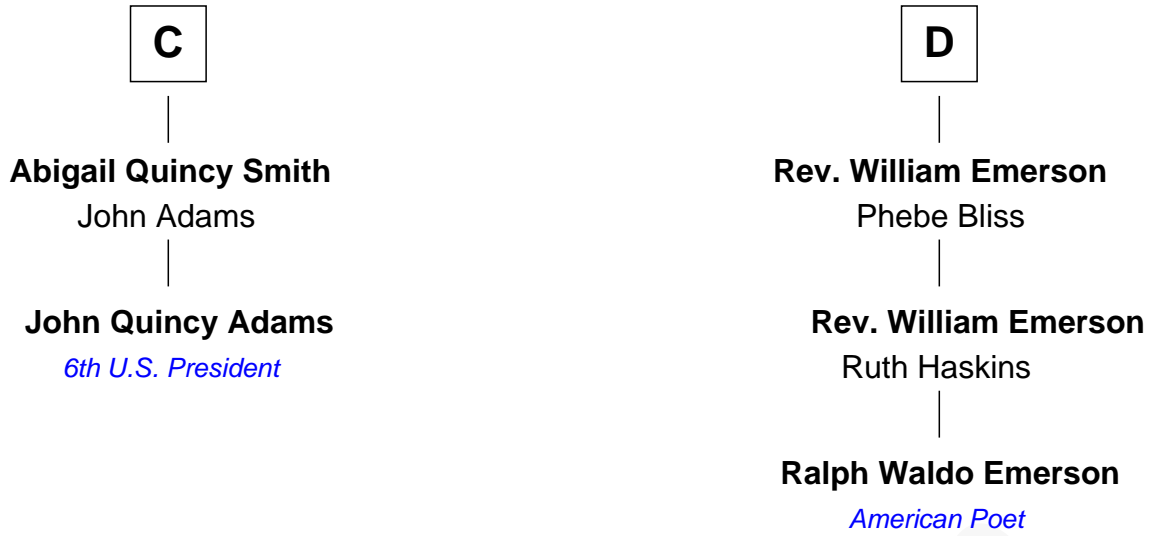 C
Abigail Quincy Smith
John Adams
John Quincy Adams
6th U.S. President
D
Rev. William Emerson
Phebe Bliss
Rev. William Emerson
Ruth Haskins
Ralph Waldo Emerson
American Poet